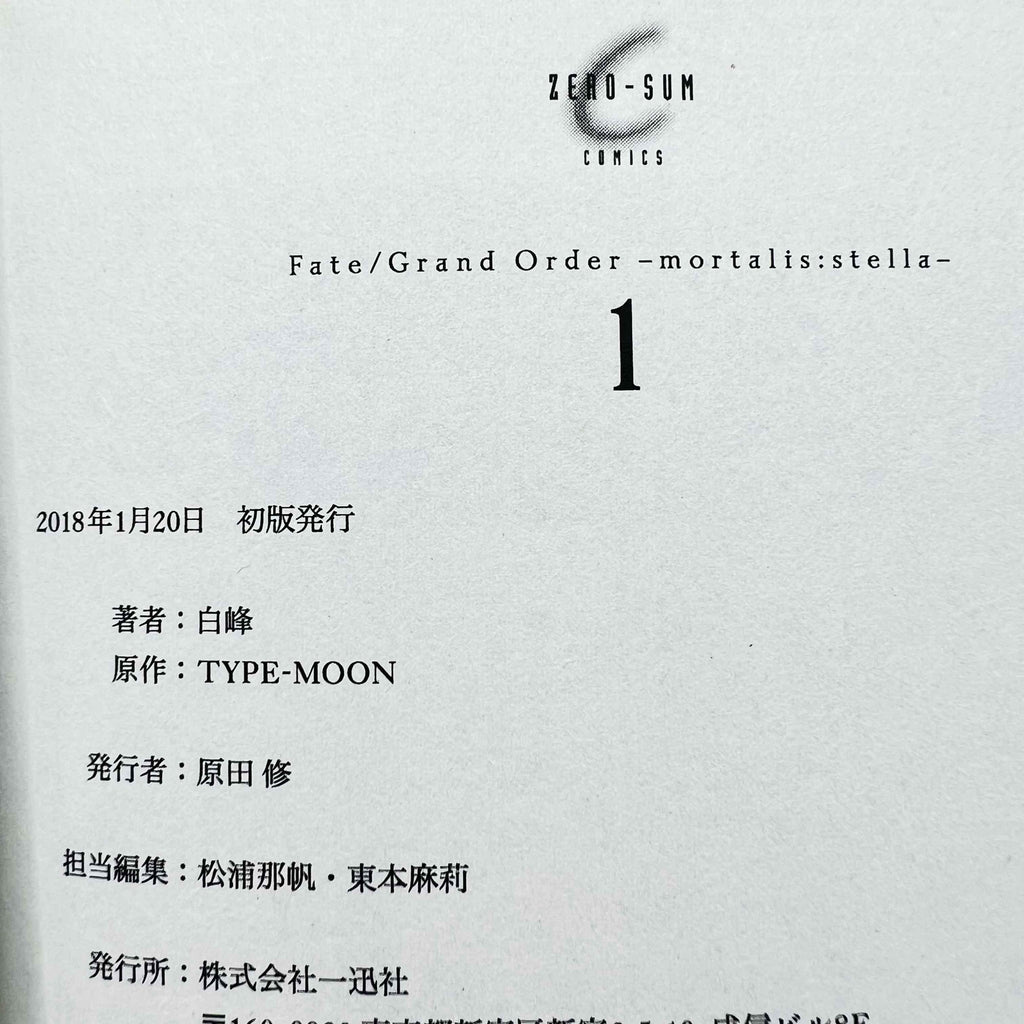 ZERO-SUM
COMICS
Fate/Grand Order –mortalis:stella–
1
2018年1月20日　初版発行
著者：白峰
原作：TYPE-MOON
発行者：原田 修
担当編集：松浦那帆・東本麻莉
発行所：株式会社一迅社